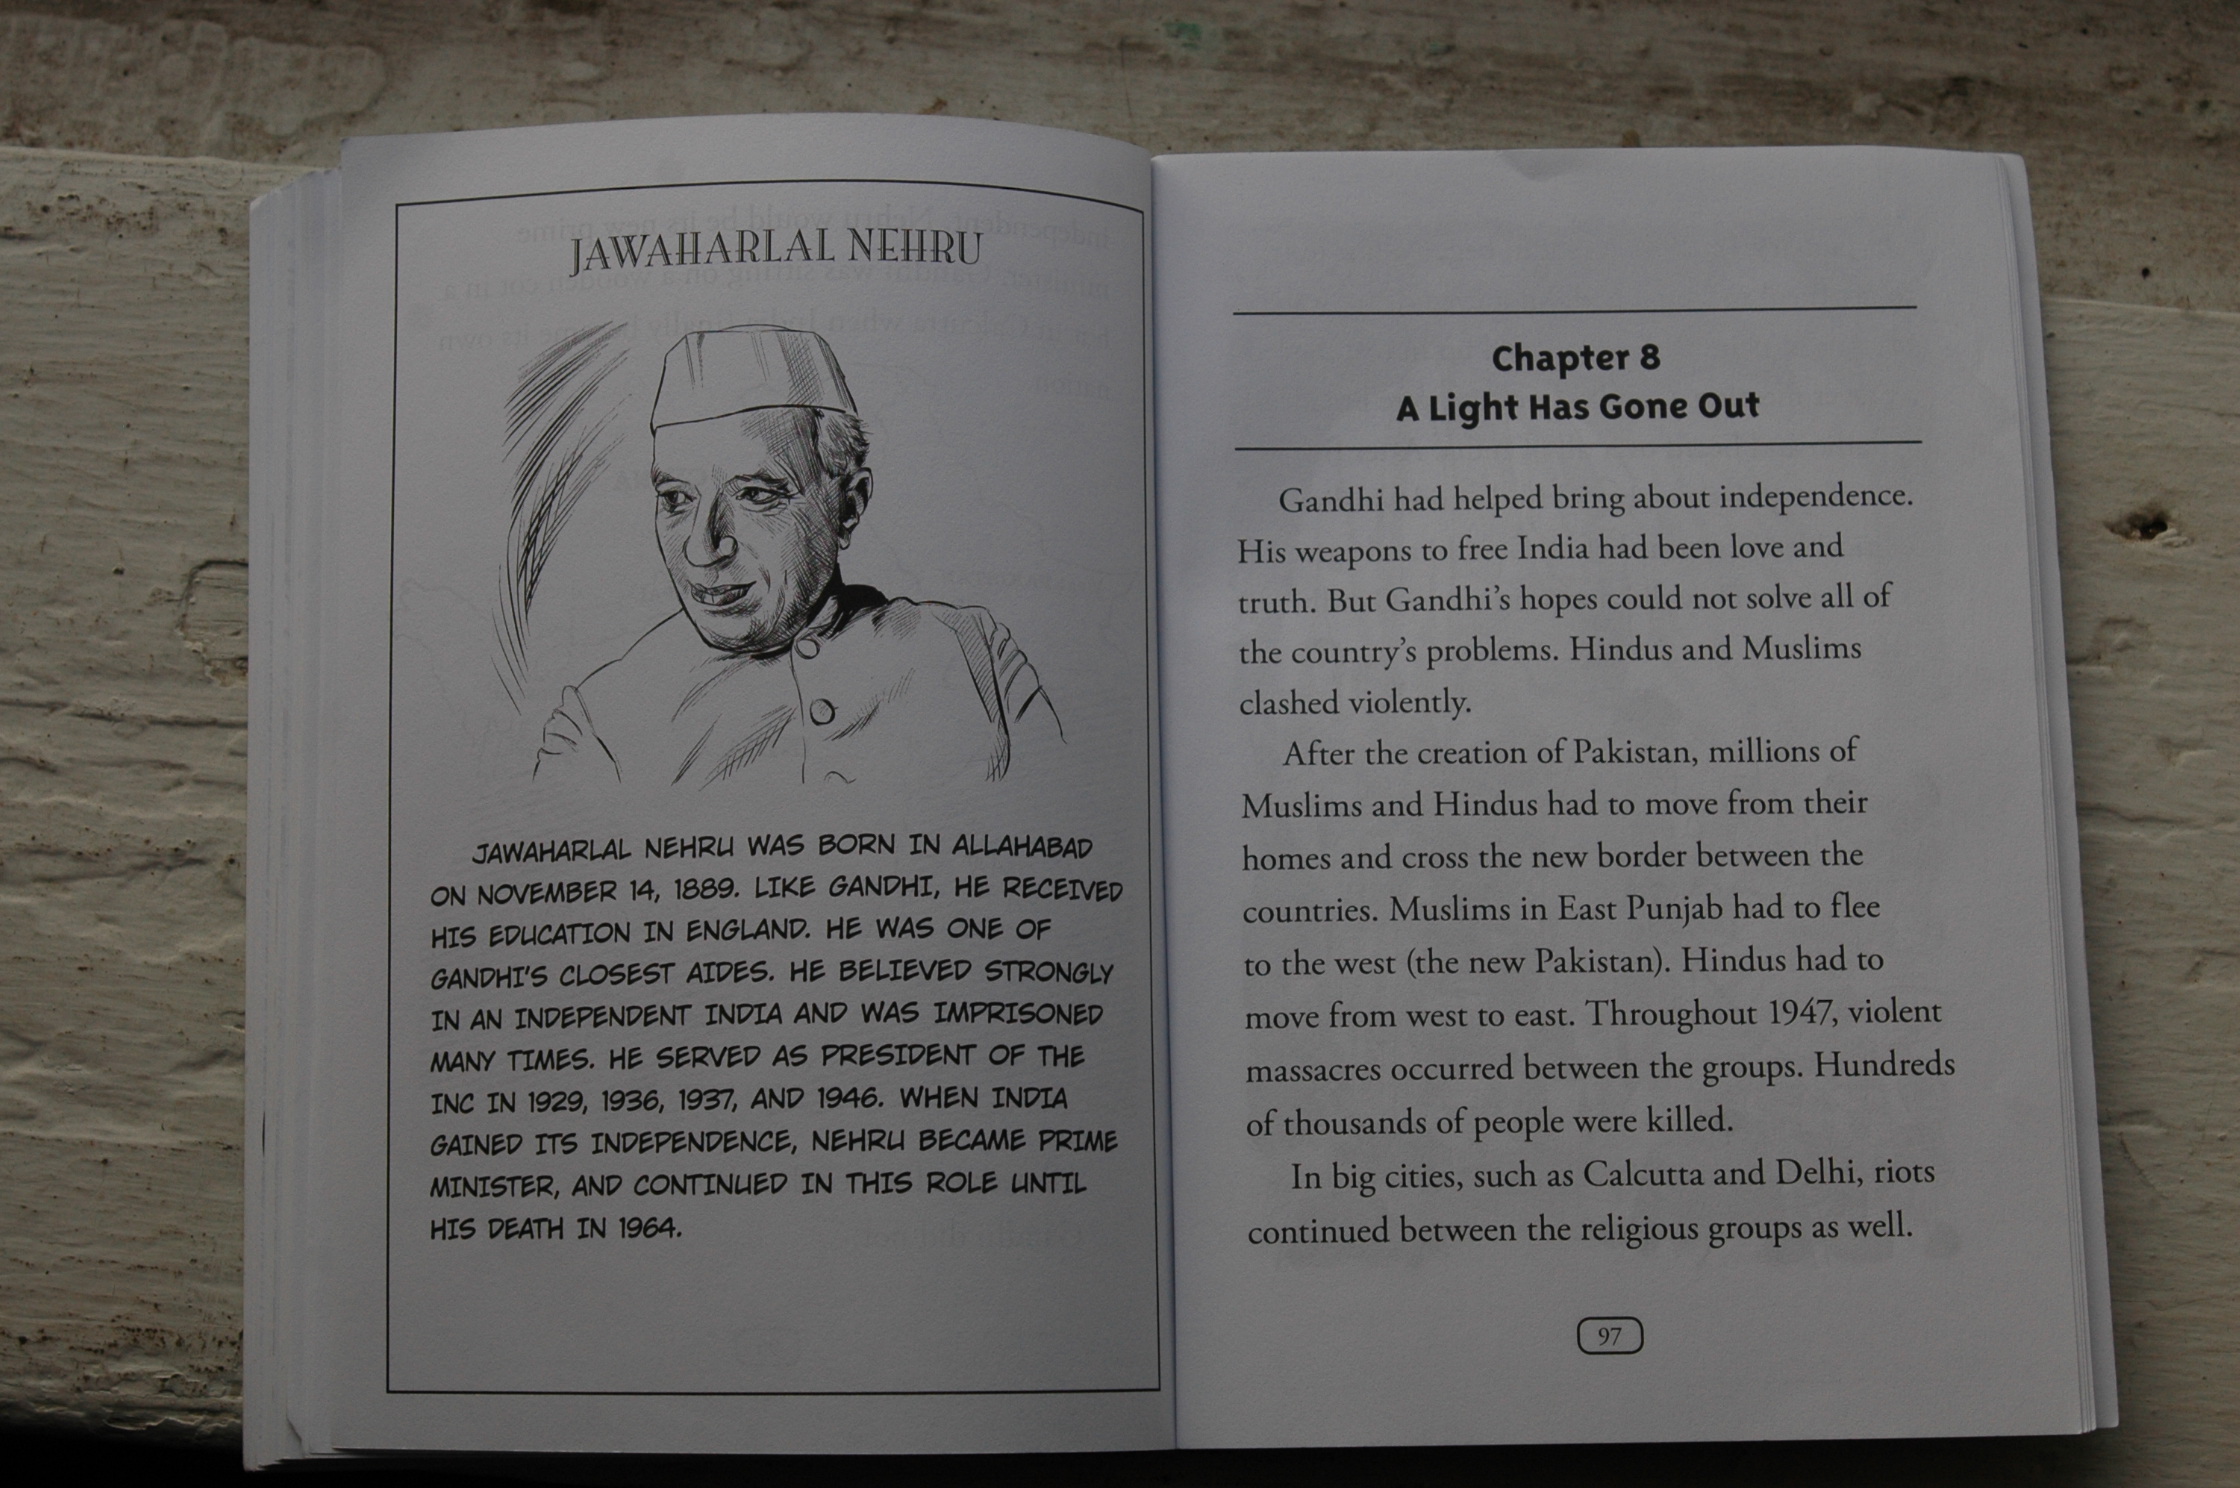 JAWAHARLAL NEHRU
JAWAHARLAL NEHRU WAS BORN IN ALLAHABAD
ON NOVEMBER 14, 1889. LIKE GANDHI, HE RECEIVED
HIS EDUCATION IN ENGLAND. HE WAS ONE OF
GANDHI'S CLOSEST AIDES. HE BELIEVED STRONGLY
IN AN INDEPENDENT INDIA AND WAS IMPRISONED
MANY TIMES. HE SERVED AS PRESIDENT OF THE
INC IN 1929, 1936, 1937, AND 1946. WHEN INDIA
GAINED ITS INDEPENDENCE, NEHRU BECAME PRIME
MINISTER, AND CONTINUED IN THIS ROLE UNTIL
HIS DEATH IN 1964.
Chapter 8
A Light Has Gone Out
Gandhi had helped bring about independence.
His weapons to free India had been love and
truth. But Gandhi's hopes could not solve all of
the country's problems. Hindus and Muslims
clashed violently.
After the creation of Pakistan, millions of
Muslims and Hindus had to move from their
homes and cross the new border between the
countries. Muslims in East Punjab had to flee
to the west (the new Pakistan). Hindus had to
move from west to east. Throughout 1947, violent
massacres occurred between the groups. Hundreds
of thousands of people were killed.
In big cities, such as Calcutta and Delhi, riots
continued between the religious groups as well.
97